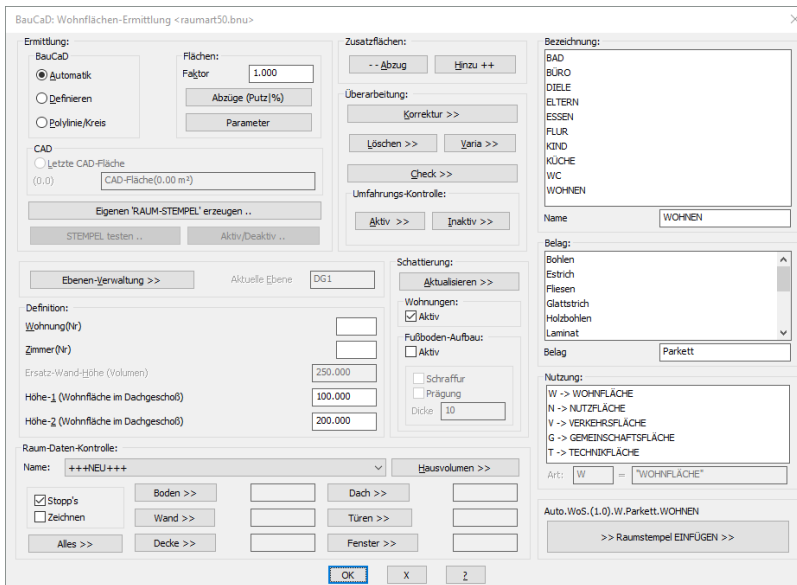 BauCaD: Wohnflächen-Ermittlung <raumart50.bnu>
Ermittlung:
BauCaD
Automatik
Definieren
Polylinie/Kreis
Flächen:
Faktor 1.000
Abzüge (Putz|%)
Parameter
CAD
Letzte CAD-Fläche
(0.0) CAD-Fläche(0.00 m²)
Eigenen 'RAUM-STEMPEL' erzeugen ..
STEMPEL testen .. Aktiv/Deaktiv ..
Zusatzflächen:
- - Abzug Hinzu ++
Überarbeitung:
Korrektur >>
Löschen >> Varia >>
Check >>
Umfahrungs-Kontrolle:
Aktiv >> Inaktiv >>
Bezeichnung:
BAD
BÜRO
DIELE
ELTERN
ESSEN
FLUR
KIND
KÜCHE
WC
WOHNEN
Name WOHNEN
Ebenen-Verwaltung >> Aktuelle Ebene DG1
Definition:
Wohnung(Nr)
Zimmer(Nr)
Ersatz-Wand-Höhe (Volumen) 250.000
Höhe-1 (Wohnfläche im Dachgeschoß) 100.000
Höhe-2 (Wohnfläche im Dachgeschoß) 200.000
Schattierung:
Aktualisieren >>
Wohnungen:
Aktiv
Fußboden-Aufbau:
Aktiv
Schraffur
Prägung
Dicke 10
Belag:
Bohlen
Estrich
Fliesen
Glattstrich
Holzbohlen
Laminat
Belag Parkett
Nutzung:
W -> WOHNFLÄCHE
N -> NUTZFLÄCHE
V -> VERKEHRSFLÄCHE
G -> GEMEINSCHAFTSFLÄCHE
T -> TECHNIKFLÄCHE
Art: W = "WOHNFLÄCHE"
Raum-Daten-Kontrolle:
Name: +++NEU+++ Hausvolumen >>
Stopp's
Zeichnen
Alles >>
Boden >> Dach >>
Wand >> Türen >>
Decke >> Fenster >>
Auto.WoS.(1.0).W.Parkett.WOHNEN
>> Raumstempel EINFÜGEN >>
OK X ?